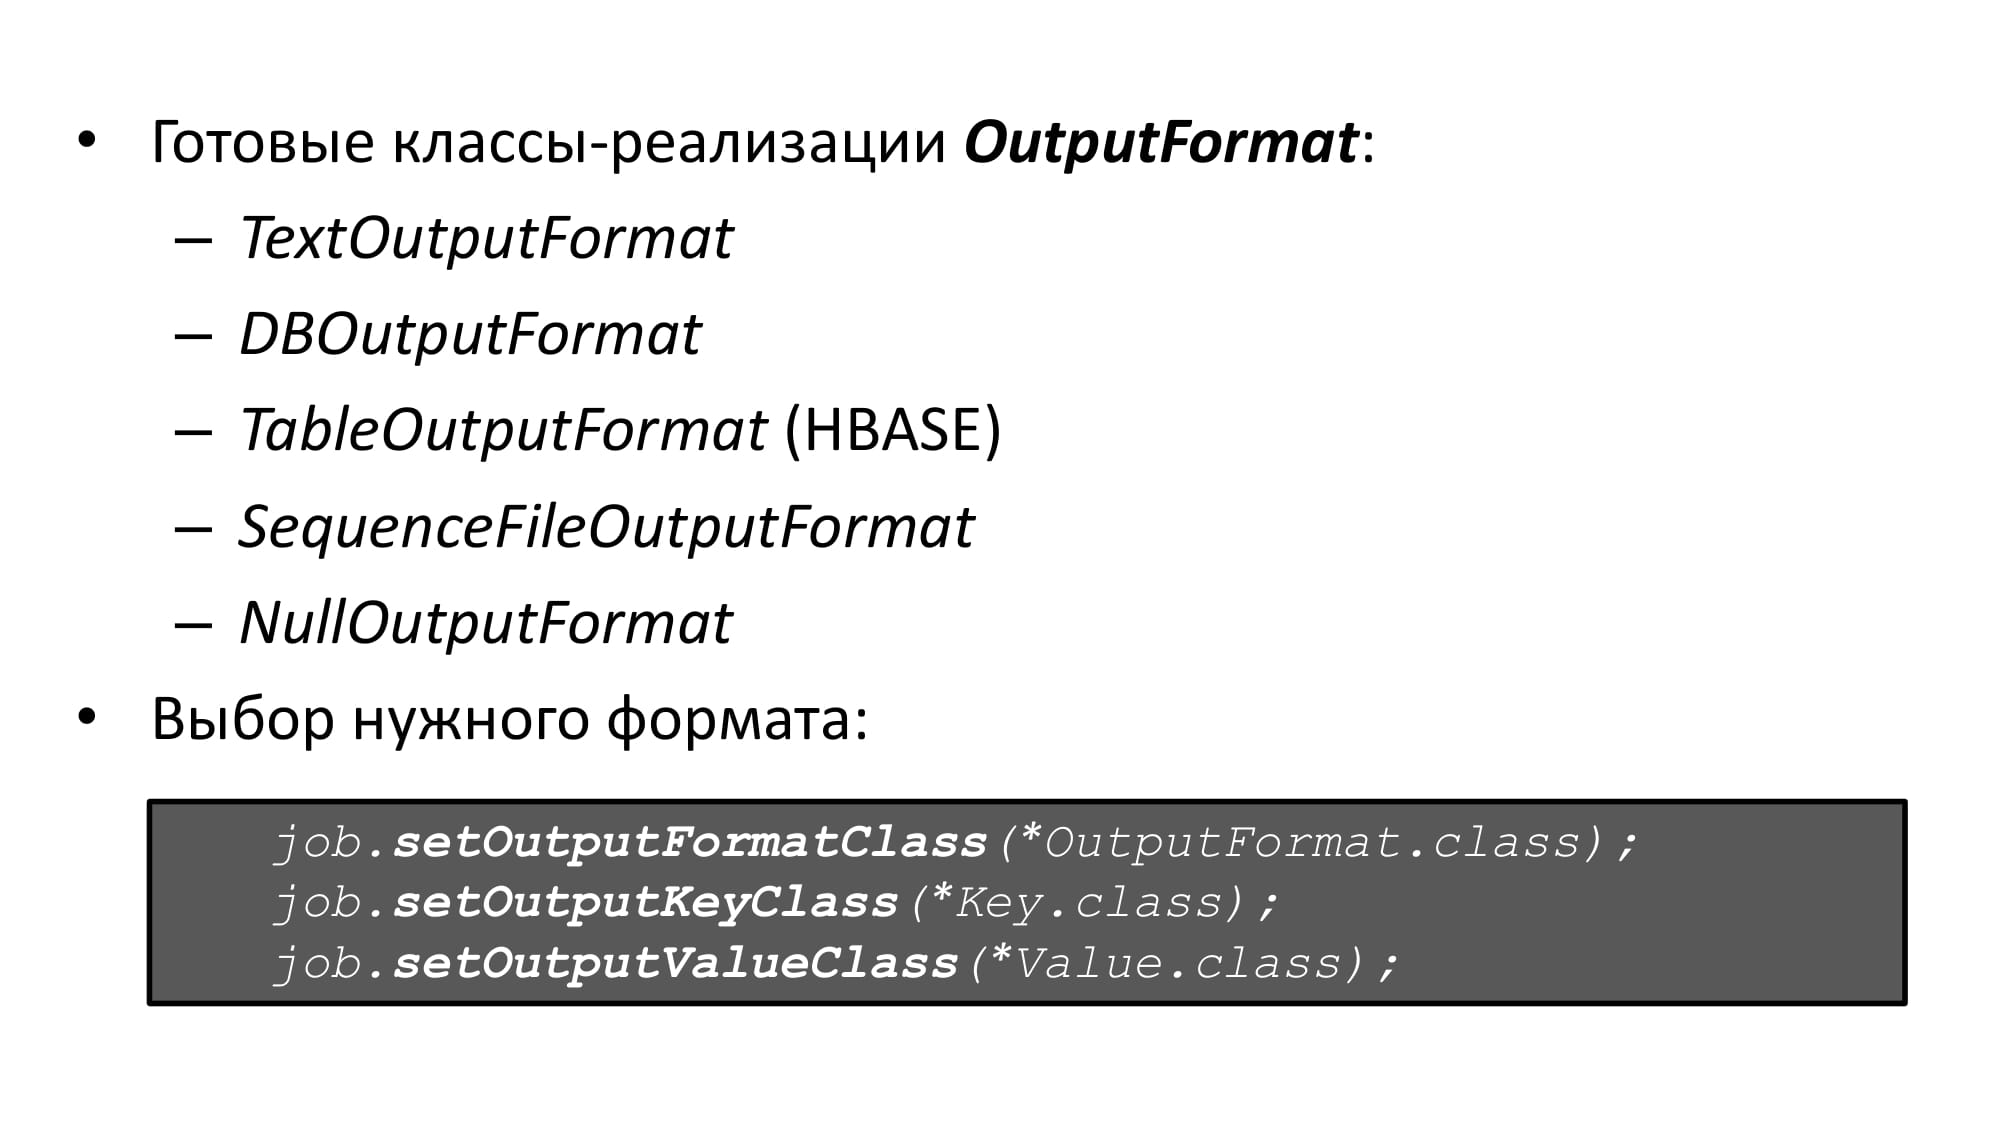 • Готовые классы-реализации OutputFormat:
– TextOutputFormat
– DBOutputFormat
– TableOutputFormat (HBASE)
– SequenceFileOutputFormat
– NullOutputFormat
• Выбор нужного формата:
job.setOutputFormatClass(*OutputFormat.class);
job.setOutputKeyClass(*Key.class);
job.setOutputValueClass(*Value.class);